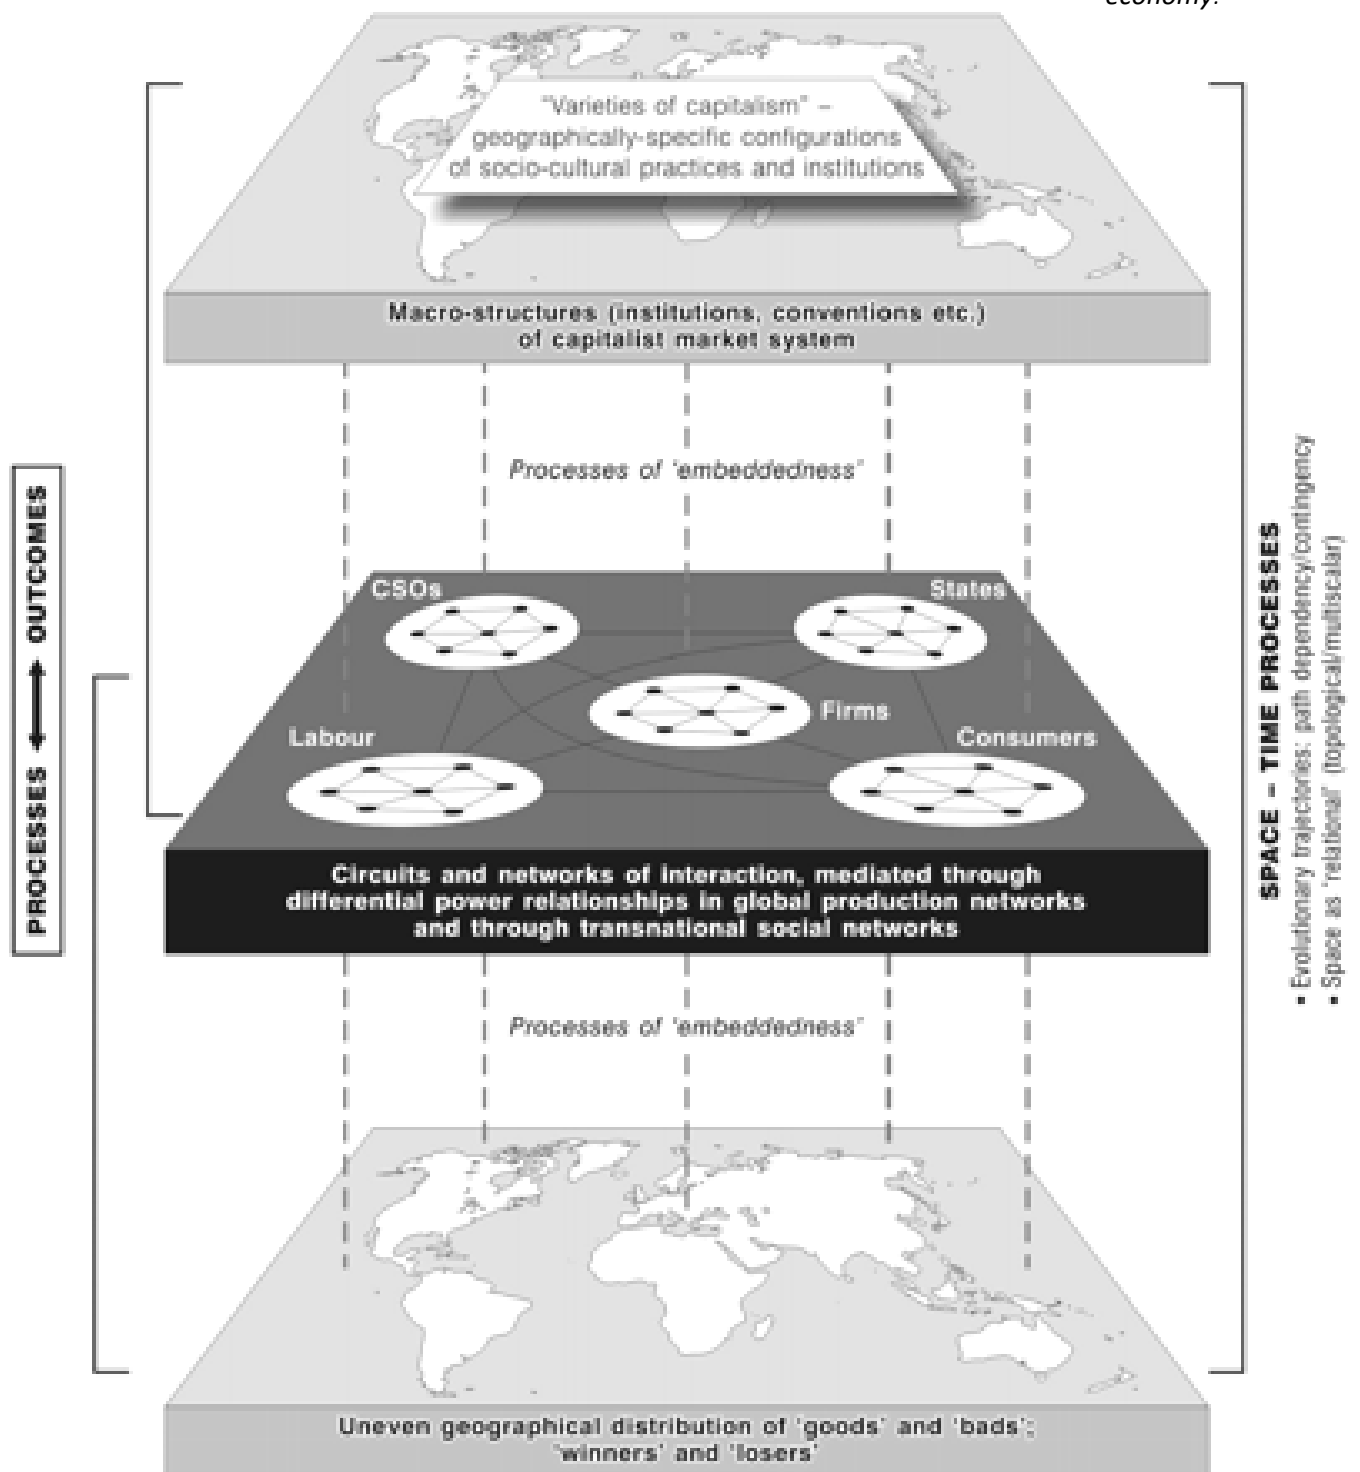 economy.
"Varieties of capitalism" –
geographically-specific configurations
of socio-cultural practices and institutions
Macro-structures (institutions, conventions etc.)
of capitalist market system
Processes of 'embeddedness'
PROCESSES ⟷ OUTCOMES
CSOs
States
Firms
Labour
Consumers
Circuits and networks of interaction, mediated through
differential power relationships in global production networks
and through transnational social networks
SPACE – TIME PROCESSES
• Evolutionary trajectories: path dependency/contingency
• Space as 'relational' (topological/multiscalar)
Processes of 'embeddedness'
Uneven geographical distribution of 'goods' and 'bads';
'winners' and 'losers'